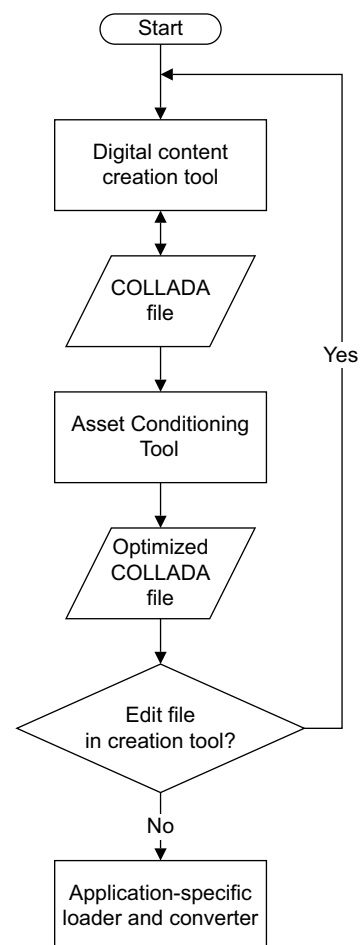 Start
Digital content
creation tool
COLLADA
file
Yes
Asset Conditioning
Tool
Optimized
COLLADA
file
Edit file
in creation tool?
No
Application-specific
loader and converter